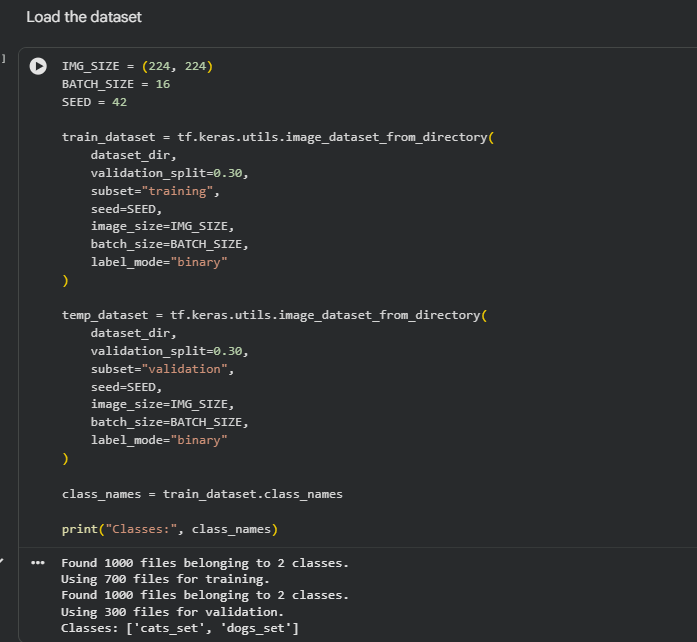 Load the dataset
]
IMG_SIZE = (224, 224)
BATCH_SIZE = 16
SEED = 42
train_dataset = tf.keras.utils.image_dataset_from_directory(
    dataset_dir,
    validation_split=0.30,
    subset="training",
    seed=SEED,
    image_size=IMG_SIZE,
    batch_size=BATCH_SIZE,
    label_mode="binary"
)
temp_dataset = tf.keras.utils.image_dataset_from_directory(
    dataset_dir,
    validation_split=0.30,
    subset="validation",
    seed=SEED,
    image_size=IMG_SIZE,
    batch_size=BATCH_SIZE,
    label_mode="binary"
)
class_names = train_dataset.class_names
print("Classes:", class_names)
Found 1000 files belonging to 2 classes.
Using 700 files for training.
Found 1000 files belonging to 2 classes.
Using 300 files for validation.
Classes: ['cats_set', 'dogs_set']